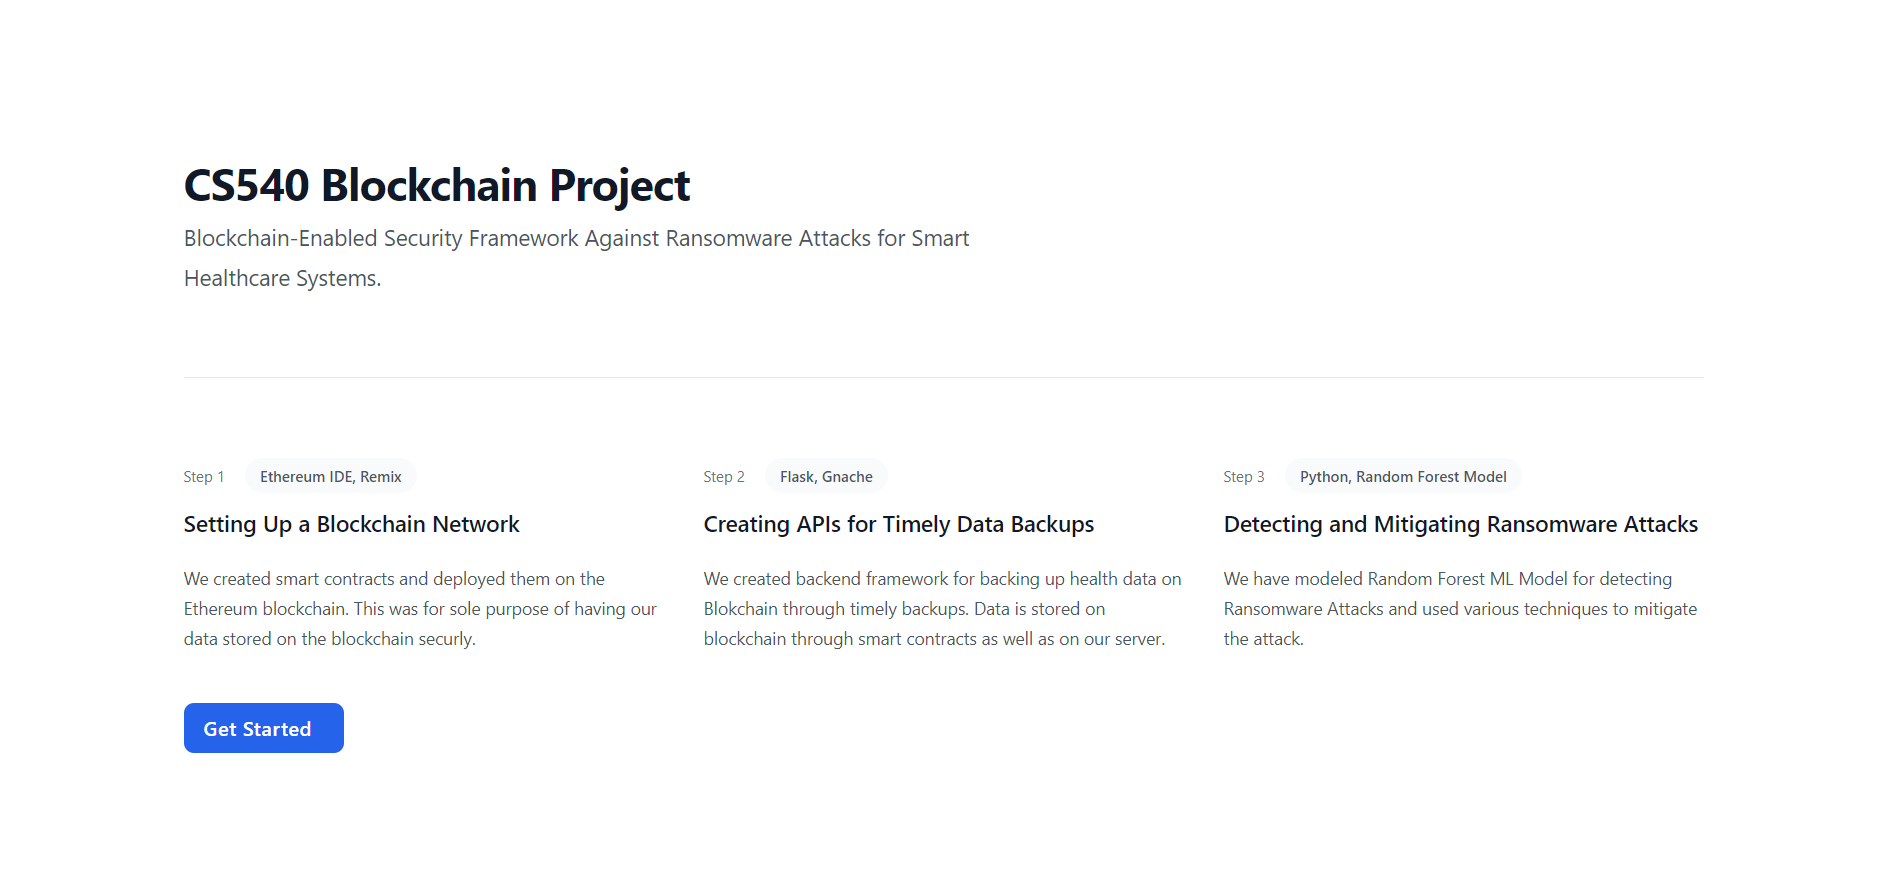 CS540 Blockchain Project
Blockchain-Enabled Security Framework Against Ransomware Attacks for Smart
Healthcare Systems.
Step 1
Ethereum IDE, Remix
Setting Up a Blockchain Network
We created smart contracts and deployed them on the
Ethereum blockchain. This was for sole purpose of having our
data stored on the blockchain securly.
Step 2
Flask, Gnache
Creating APIs for Timely Data Backups
We created backend framework for backing up health data on
Blokchain through timely backups. Data is stored on
blockchain through smart contracts as well as on our server.
Step 3
Python, Random Forest Model
Detecting and Mitigating Ransomware Attacks
We have modeled Random Forest ML Model for detecting
Ransomware Attacks and used various techniques to mitigate
the attack.
Get Started